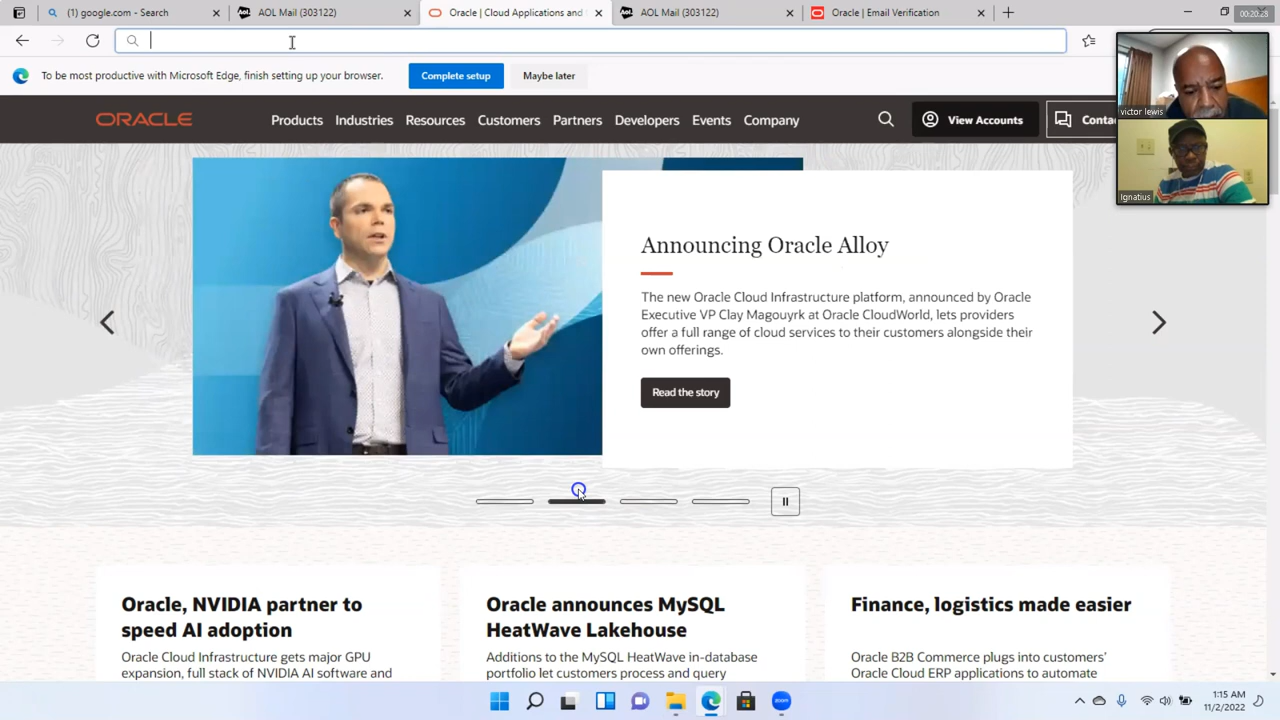 (1) google.com - Search
AOL Mail (303122)
Oracle | Cloud Applications and
AOL Mail (303122)
Oracle | Email Verification
00:20:28
To be most productive with Microsoft Edge, finish setting up your browser.
Complete setup
Maybe later
victor lewis
Ignatius
ORACLE
Products
Industries
Resources
Customers
Partners
Developers
Events
Company
View Accounts
Conta
Announcing Oracle Alloy
The new Oracle Cloud Infrastructure platform, announced by Oracle
Executive VP Clay Magouyrk at Oracle CloudWorld, lets providers
offer a full range of cloud services to their customers alongside their
own offerings.
Read the story
Oracle, NVIDIA partner to
speed AI adoption
Oracle Cloud Infrastructure gets major GPU
expansion, full stack of NVIDIA AI software and
Oracle announces MySQL
HeatWave Lakehouse
Additions to the MySQL HeatWave in-database
portfolio let customers process and query
Finance, logistics made easier
Oracle B2B Commerce plugs into customers'
Oracle Cloud ERP applications to automate
zoom
1:15 AM
11/2/2022